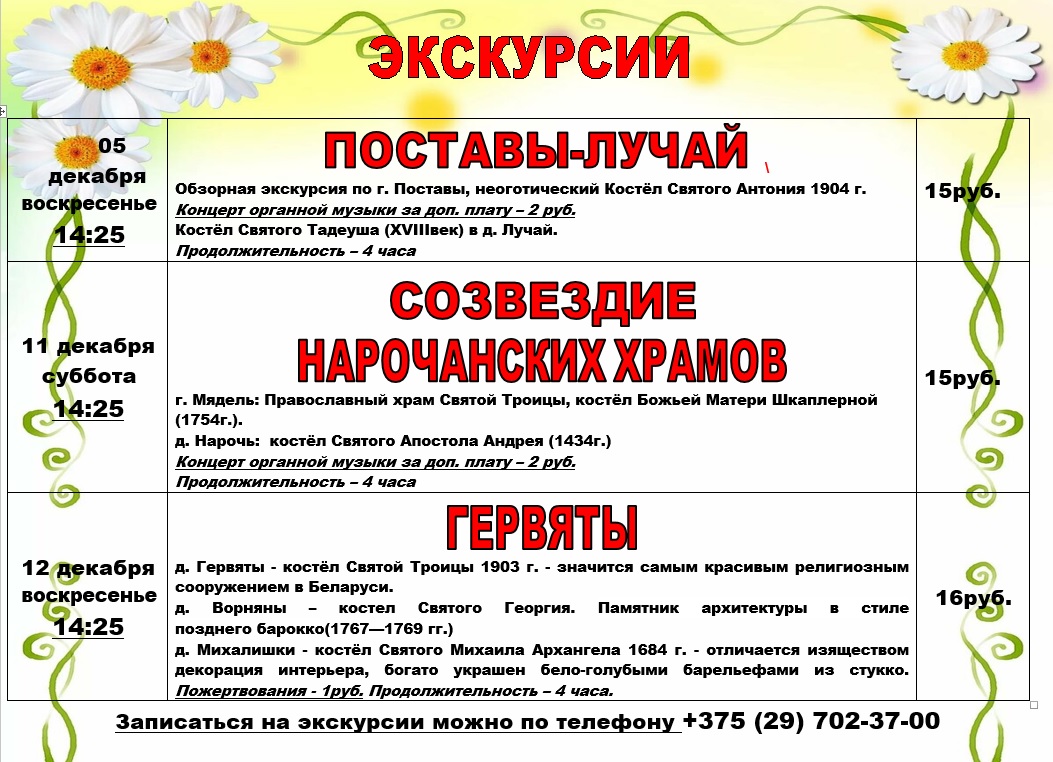 ЭКСКУРСИИ
05
декабря
воскресенье
14:25
ПОСТАВЫ-ЛУЧАЙ
\
Обзорная экскурсия по г. Поставы, неоготический Костёл Святого Антония 1904 г.
Концерт органной музыки за доп. плату – 2 руб.
Костёл Святого Тадеуша (XVIIIвек) в д. Лучай.
Продолжительность – 4 часа
15руб.
11 декабря
суббота
14:25
СОЗВЕЗДИЕ
НАРОЧАНСКИХ ХРАМОВ
г. Мядель: Православный храм Святой Троицы, костёл Божьей Матери Шкаплерной
(1754г.).
д. Нарочь:  костёл Святого Апостола Андрея (1434г.)
Концерт органной музыки за доп. плату – 2 руб.
Продолжительность – 4 часа
15руб.
12 декабря
воскресенье
14:25
ГЕРВЯТЫ
д. Гервяты - костёл Святой Троицы 1903 г. - значится самым красивым религиозным
сооружением в Беларуси.
д. Ворняны – костел Святого Георгия. Памятник архитектуры в стиле
позднего барокко(1767—1769 гг.)
д. Михалишки - костёл Святого Михаила Архангела 1684 г. - отличается изяществом
декорация интерьера, богато украшен бело-голубыми барельефами из стукко.
Пожертвования - 1руб. Продолжительность – 4 часа.
16руб.
Записаться на экскурсии можно по телефону +375 (29) 702-37-00